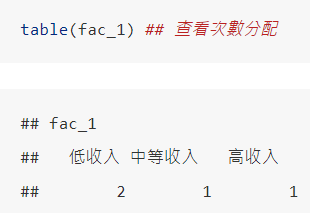 table(fac_1) ## 查看次數分配
## fac_1
##   低收入 中等收入   高收入
##        2        1        1